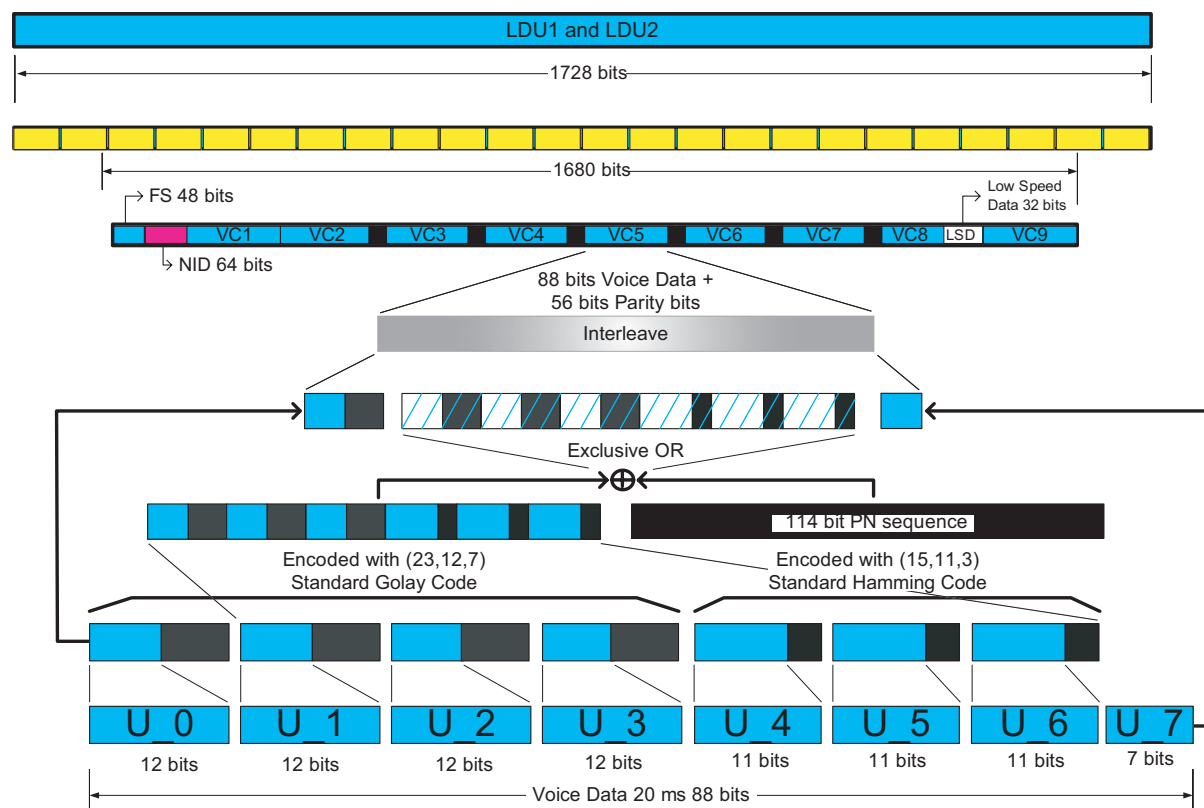 LDU1 and LDU2
1728 bits
1680 bits
FS 48 bits
Low Speed
Data 32 bits
VC1 VC2 VC3 VC4 VC5 VC6 VC7 VC8 LSD VC9
NID 64 bits
88 bits Voice Data +
56 bits Parity bits
Interleave
Exclusive OR
114 bit PN sequence
Encoded with (23,12,7)
Standard Golay Code
Encoded with (15,11,3)
Standard Hamming Code
U_0 U_1 U_2 U_3 U_4 U_5 U_6 U_7
12 bits 12 bits 12 bits 12 bits 11 bits 11 bits 11 bits 7 bits
Voice Data 20 ms 88 bits